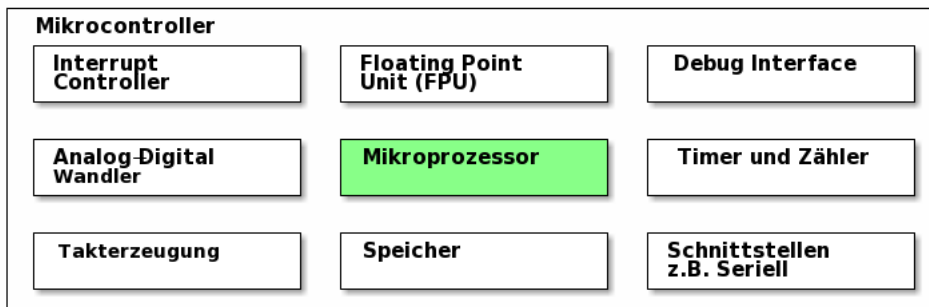 Mikrocontroller
Interrupt
Controller
Floating Point
Unit (FPU)
Debug Interface
Analog-Digital
Wandler
Mikroprozessor
Timer und Zähler
Takterzeugung
Speicher
Schnittstellen
z.B. Seriell